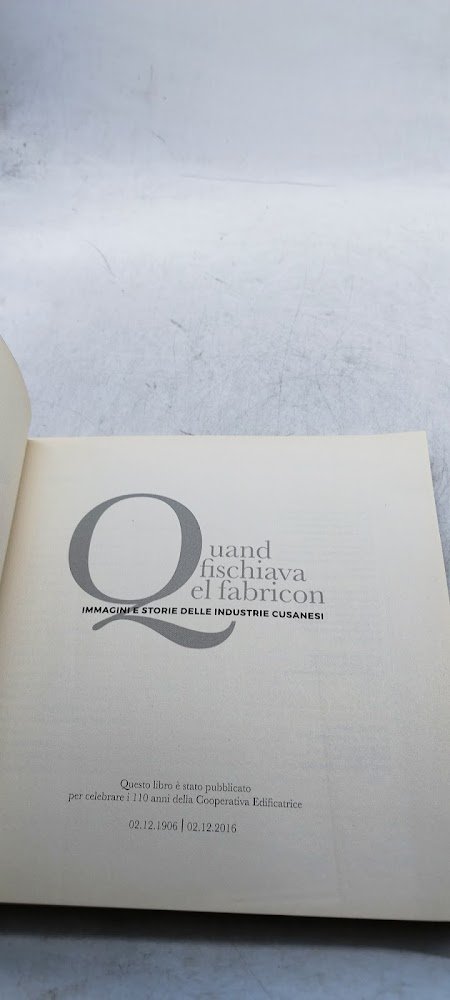 Quand
fischiava
el fabricon
IMMAGINI E STORIE DELLE INDUSTRIE CUSANESI
Questo libro è stato pubblicato
per celebrare i 110 anni della Cooperativa Edificatrice
02.12.1906 | 02.12.2016